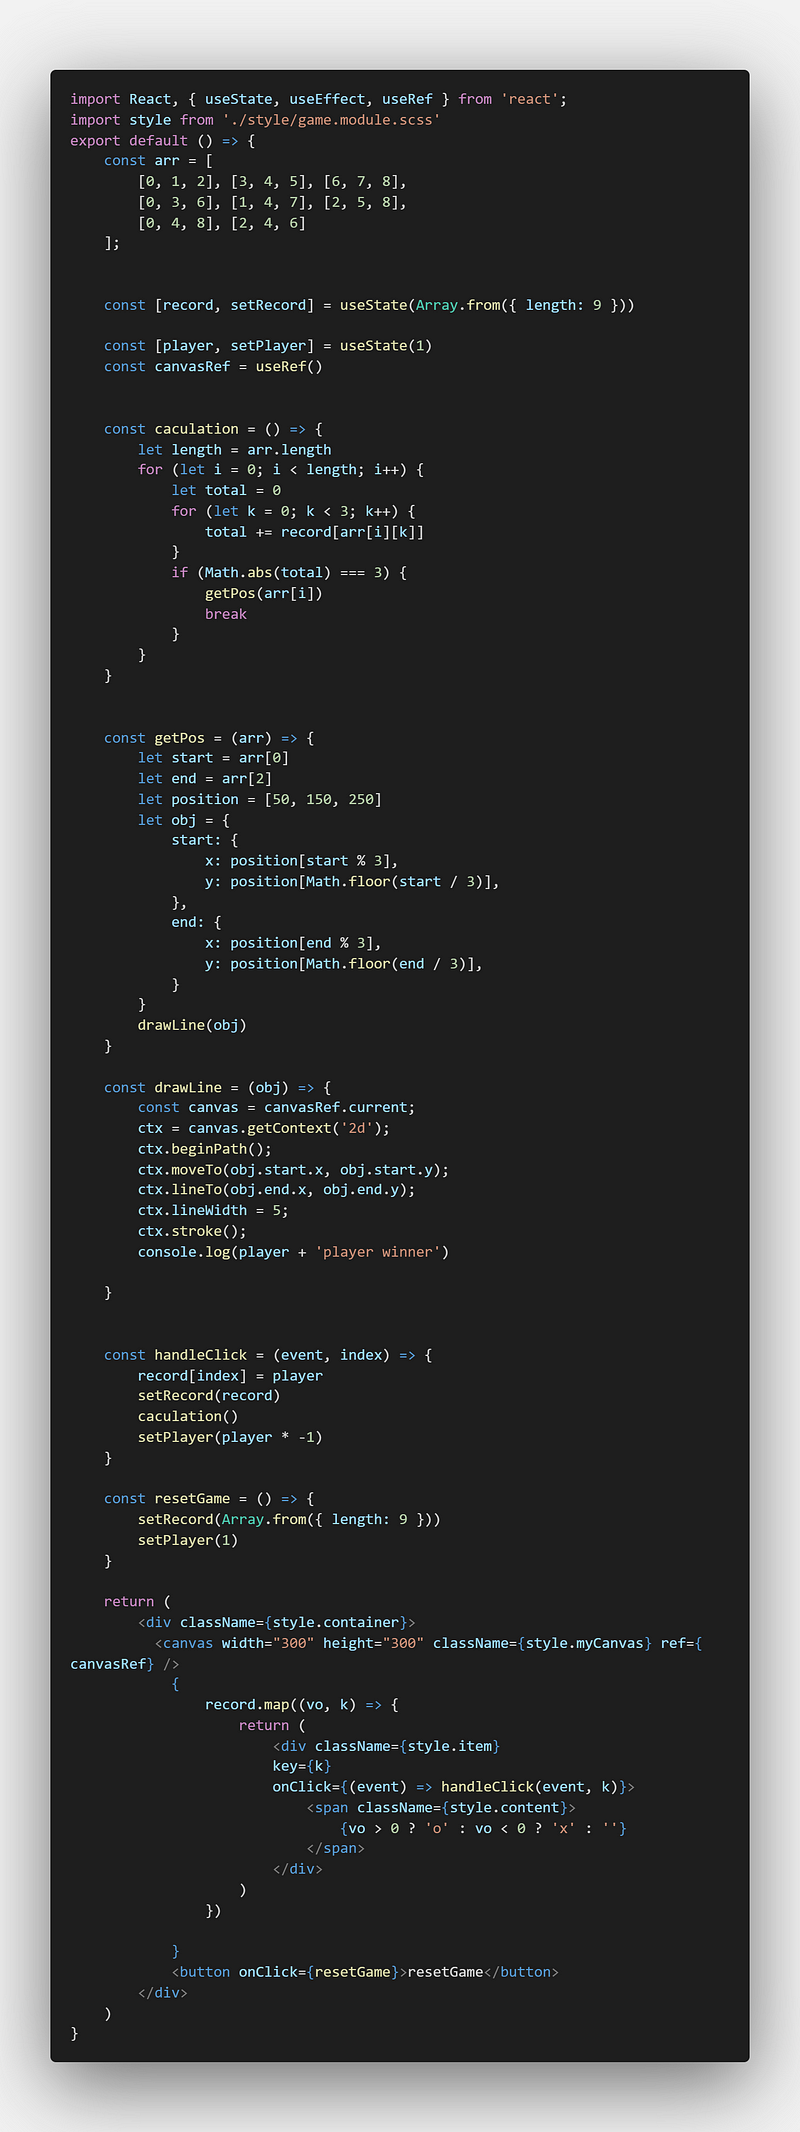 import React, { useState, useEffect, useRef } from 'react';
import style from './style/game.module.scss'
export default () => {
    const arr = [
        [0, 1, 2], [3, 4, 5], [6, 7, 8],
        [0, 3, 6], [1, 4, 7], [2, 5, 8],
        [0, 4, 8], [2, 4, 6]
    ];
    const [record, setRecord] = useState(Array.from({ length: 9 }))
    const [player, setPlayer] = useState(1)
    const canvasRef = useRef()
    const caculation = () => {
        let length = arr.length
        for (let i = 0; i < length; i++) {
            let total = 0
            for (let k = 0; k < 3; k++) {
                total += record[arr[i][k]]
            }
            if (Math.abs(total) === 3) {
                getPos(arr[i])
                break
            }
        }
    }
    const getPos = (arr) => {
        let start = arr[0]
        let end = arr[2]
        let position = [50, 150, 250]
        let obj = {
            start: {
                x: position[start % 3],
                y: position[Math.floor(start / 3)],
            },
            end: {
                x: position[end % 3],
                y: position[Math.floor(end / 3)],
            }
        }
        drawLine(obj)
    }
    const drawLine = (obj) => {
        const canvas = canvasRef.current;
        ctx = canvas.getContext('2d');
        ctx.beginPath();
        ctx.moveTo(obj.start.x, obj.start.y);
        ctx.lineTo(obj.end.x, obj.end.y);
        ctx.lineWidth = 5;
        ctx.stroke();
        console.log(player + 'player winner')
    }
    const handleClick = (event, index) => {
        record[index] = player
        setRecord(record)
        caculation()
        setPlayer(player * -1)
    }
    const resetGame = () => {
        setRecord(Array.from({ length: 9 }))
        setPlayer(1)
    }
    return (
        <div className={style.container}>
          <canvas width="300" height="300" className={style.myCanvas} ref={
canvasRef} />
            {
                record.map((vo, k) => {
                    return (
                        <div className={style.item}
                        key={k}
                        onClick={(event) => handleClick(event, k)}>
                            <span className={style.content}>
                                {vo > 0 ? 'o' : vo < 0 ? 'x' : ''}
                            </span>
                        </div>
                    )
                })
            }
            <button onClick={resetGame}>resetGame</button>
        </div>
    )
}